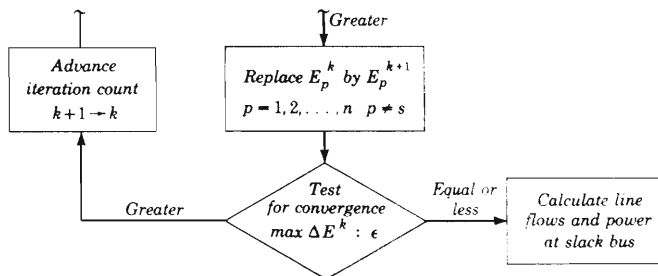 Greater
Advance
iteration count
k+1→k
Replace E_p^k by E_p^{k+1}
p = 1, 2, . . . , n p ≠ s
Greater
Test
for convergence
max ΔE^k : ϵ
Equal or
less
Calculate line
flows and power
at slack bus